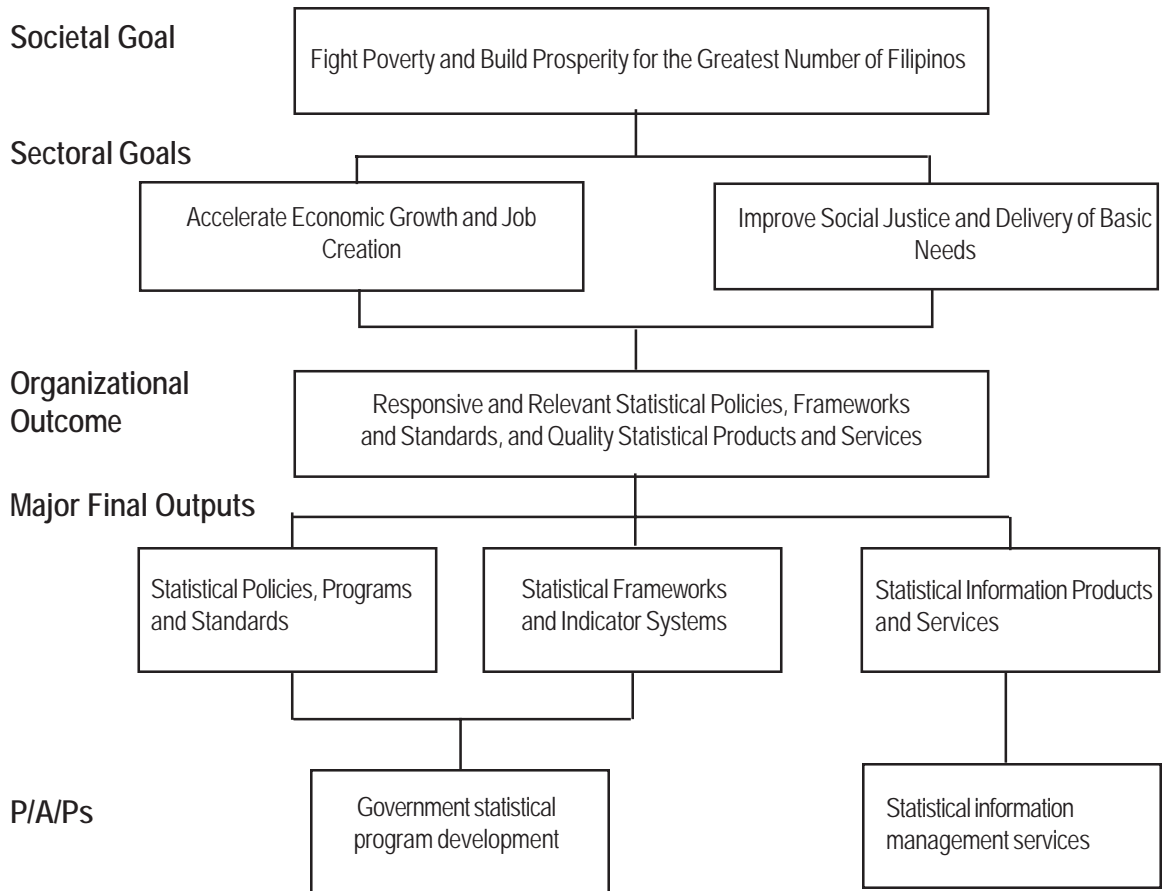 Societal Goal
Fight Poverty and Build Prosperity for the Greatest Number of Filipinos
Sectoral Goals
Accelerate Economic Growth and Job
Creation
Improve Social Justice and Delivery of Basic
Needs
Organizational
Outcome
Responsive and Relevant Statistical Policies, Frameworks
and Standards, and Quality Statistical Products and Services
Major Final Outputs
Statistical Policies, Programs
and Standards
Statistical Frameworks
and Indicator Systems
Statistical Information Products
and Services
P/A/Ps
Government statistical
program development
Statistical information
management services